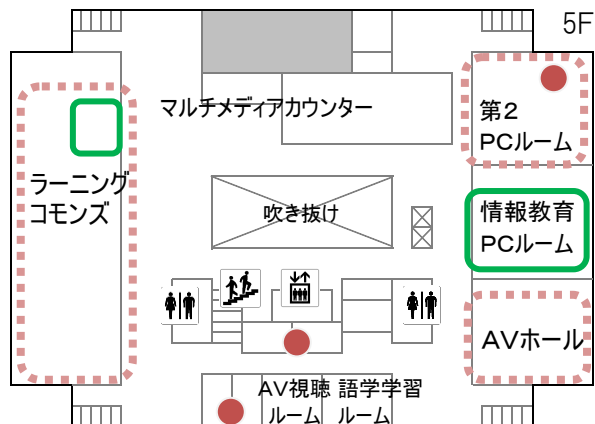 5F
マルチメディアカウンター
第2
PCルーム
ラーニング
コモンズ
吹き抜け
情報教育
PCルーム
AVホール
AV視聴
ルーム
語学学習
ルーム